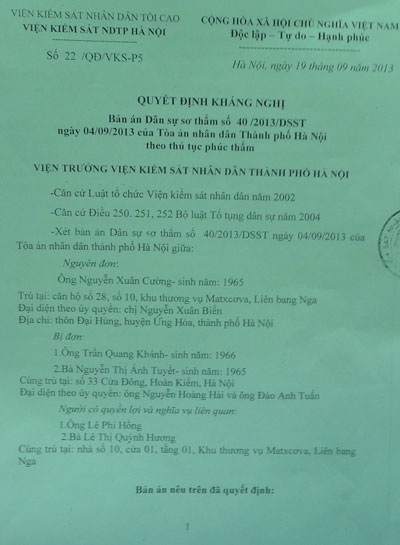 VIỆN KIỂM SÁT NHÂN DÂN TỐI CAO
VIỆN KIỂM SÁT NDTP HÀ NỘI
Số 22 /QĐ/VKS-P5
CỘNG HÒA XÃ HỘI CHỦ NGHĨA VIỆT NAM
Độc lập – Tự do – Hạnh phúc
Hà Nội, ngày 19 tháng 09 năm 2013
QUYẾT ĐỊNH KHÁNG NGHỊ
Bản án Dân sự sơ thẩm số 40 /2013/DSST
ngày 04/09/2013 của Tòa án nhân dân Thành phố Hà Nội
theo thủ tục phúc thẩm
VIỆN TRƯỞNG VIỆN KIỂM SÁT NHÂN DÂN THÀNH PHỐ HÀ NỘI
-Căn cứ Luật tổ chức Viện kiểm sát nhân dân năm 2002
-Căn cứ Điều 250. 251, 252 Bộ luật Tố tụng dân sự năm 2004
-Xét bản án Dân sự sơ thẩm số 40/2013/DSST ngày 04/09/2013 của
Tòa án nhân dân thành phố Hà Nội giữa:
Nguyên đơn:
Ông Nguyễn Xuân Cường- sinh năm: 1965
Trú tại: căn hộ số 28, số 10, khu thương vụ Matxcơva, Liên bang Nga
Đại diện theo ủy quyền: chị Nguyễn Xuân Biển
Địa chỉ: thôn Đại Hùng, huyện Ứng Hòa, thành phố Hà Nội
Bị đơn:
1.Ông Trần Quang Khánh- sinh năm: 1966
2.Bà Nguyễn Thị Ánh Tuyết- sinh năm: 1965
Cùng trú tại: số 33 Cửa Đông, Hoàn Kiếm, Hà Nội
Đại diện theo ủy quyền: ông Nguyễn Hoàng Hải và ông Đào Anh Tuấn
Người có quyền lợi và nghĩa vụ liên quan:
1.Ông Lê Phi Hồng
2.Bà Lê Thị Quỳnh Hương
Cùng trú tại: nhà số 10, cửa 01, tầng 01, Khu thương vụ Matxcơva, Liên bang
Nga
Bản án nêu trên đã quyết định:
1